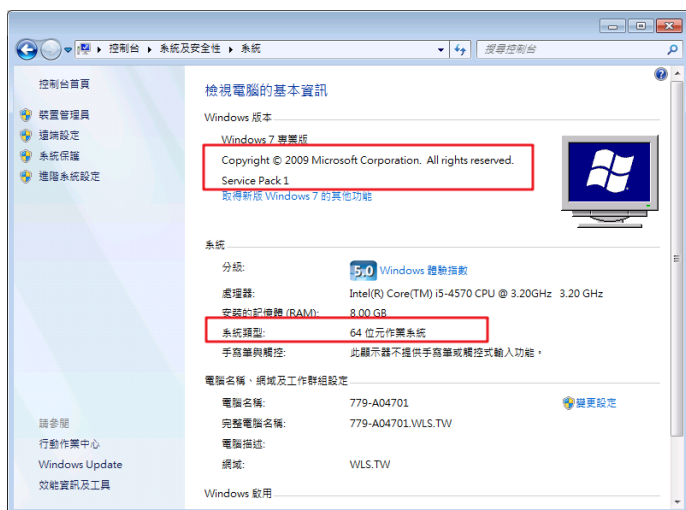 控制台 ▸ 系統及安全性 ▸ 系統
搜尋控制台
控制台首頁
裝置管理員
遠端設定
系統保護
進階系統設定
請參閱
行動作業中心
Windows Update
效能資訊及工具
檢視電腦的基本資訊
Windows 版本
Windows 7 專業版
Copyright © 2009 Microsoft Corporation. All rights reserved.
Service Pack 1
取得新版 Windows 7 的其他功能
系統
分級: 5.0 Windows 體驗指數
處理器: Intel(R) Core(TM) i5-4570 CPU @ 3.20GHz 3.20 GHz
安裝的記憶體 (RAM): 8.00 GB
系統類型: 64 位元作業系統
手寫筆與觸控: 此顯示器不提供手寫筆或觸控式輸入功能。
電腦名稱、網域及工作群組設定
電腦名稱: 779-A04701 變更設定
完整電腦名稱: 779-A04701.WLS.TW
電腦描述:
網域: WLS.TW
Windows 啟用